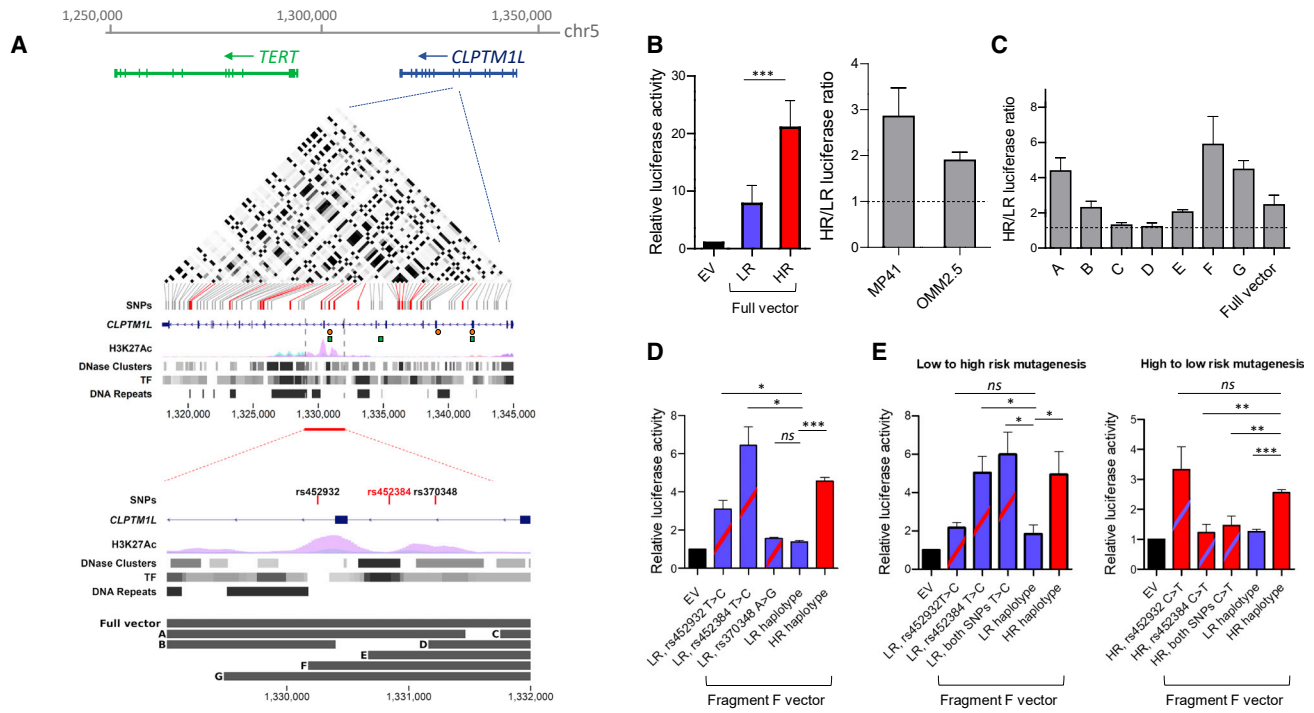 1,250,000
1,300,000
1,350,000
chr5
A
TERT
CLPTM1L
SNPs
CLPTM1L
H3K27Ac
DNase Clusters
TF
DNA Repeats
1,320,000
1,325,000
1,330,000
1,335,000
1,340,000
1,345,000
rs452932
rs452384
rs370348
SNPs
CLPTM1L
H3K27Ac
DNase Clusters
TF
DNA Repeats
Full vector
A
C
B
D
E
F
G
1,330,000
1,331,000
1,332,000
B
Relative luciferase activity
30
20
10
0
***
EV
LR
HR
Full vector
HR/LR luciferase ratio
4
3
2
1
0
MP41
OMM2.5
C
HR/LR luciferase ratio
8
6
4
2
0
A
B
C
D
E
F
G
Full vector
D
Relative luciferase activity
8
6
4
2
0
*
*
ns
***
EV
LR, rs452932 T>C
LR, rs452384 T>C
LR, rs370348 A>G
LR haplotype
HR haplotype
Fragment F vector
E
Low to high risk mutagenesis
Relative luciferase activity
8
6
4
2
0
ns
*
*
*
EV
LR, rs452932T>C
LR, rs452384 T>C
LR, both SNPs T>C
LR haplotype
HR haplotype
Fragment F vector
High to low risk mutagenesis
Relative luciferase activity
5
4
3
2
1
0
ns
**
**
***
EV
HR, rs452932 C>T
HR, rs452384 C>T
HR, both SNPs C>T
LR haplotype
HR haplotype
Fragment F vector